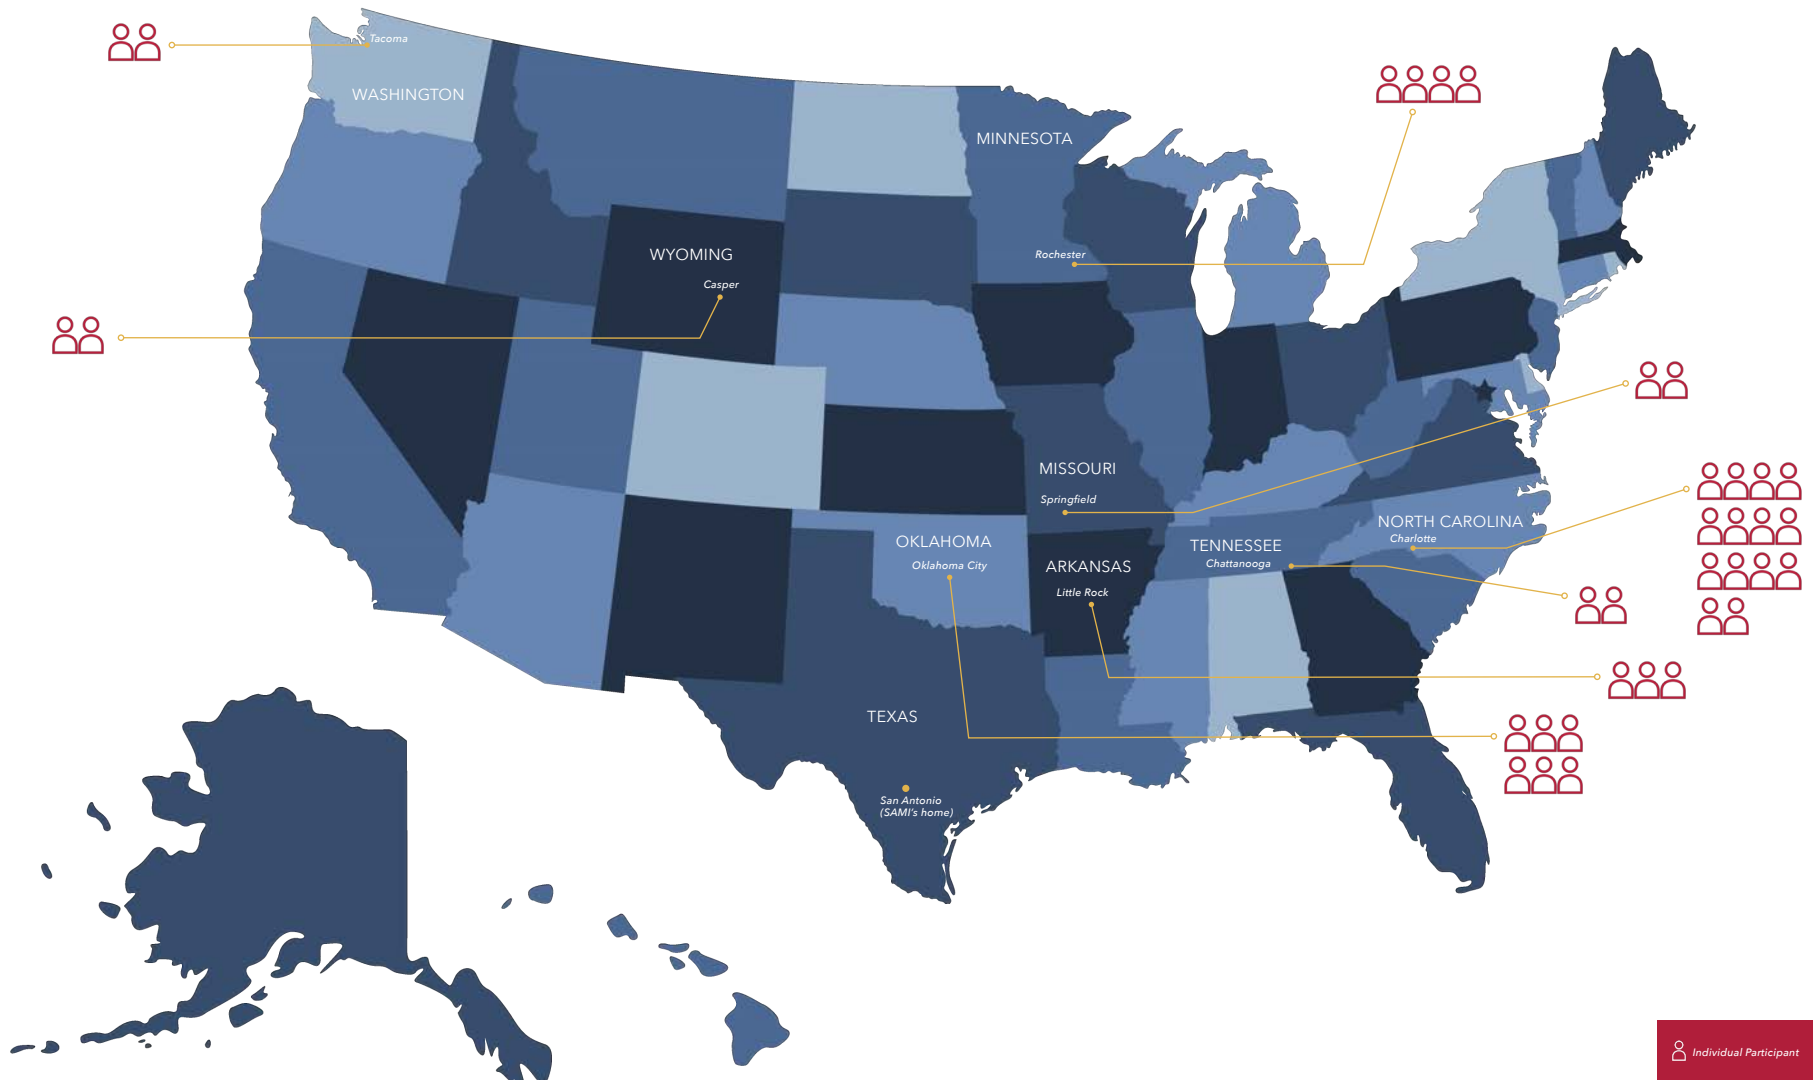 Tacoma
WASHINGTON
MINNESOTA
Rochester
WYOMING
Casper
MISSOURI
Springfield
NORTH CAROLINA
Charlotte
TENNESSEE
Chattanooga
OKLAHOMA
Oklahoma City
ARKANSAS
Little Rock
TEXAS
San Antonio
(SAMI's home)
Individual Participant